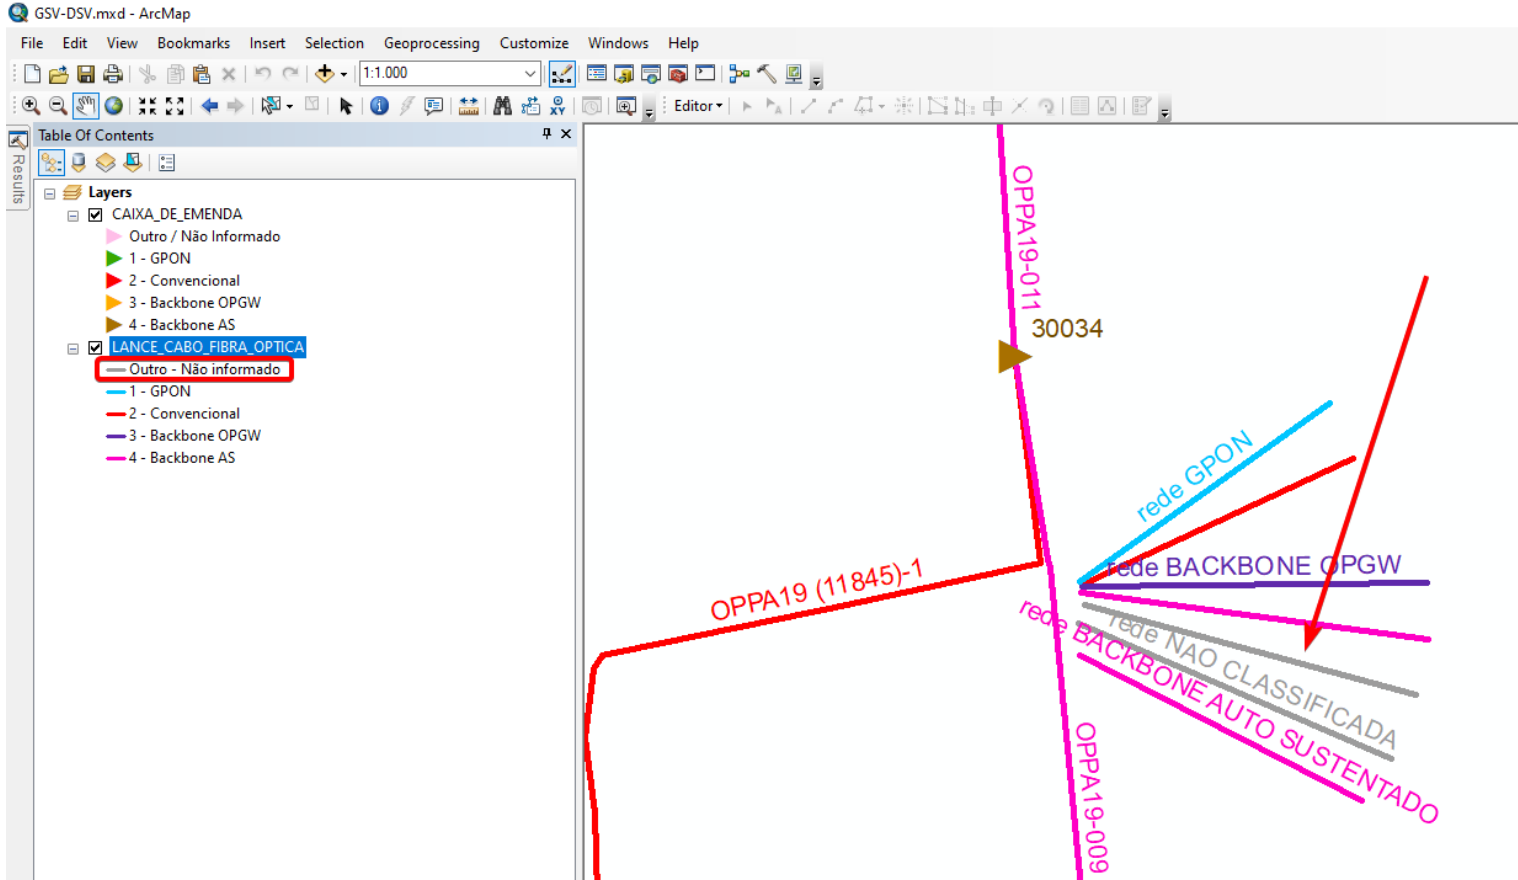 GSV-DSV.mxd - ArcMap
File Edit View Bookmarks Insert Selection Geoprocessing Customize Windows Help
1:1.000
Editor
Results
Table Of Contents
Layers
CAIXA_DE_EMENDA
Outro / Não Informado
1 - GPON
2 - Convencional
3 - Backbone OPGW
4 - Backbone AS
LANCE_CABO_FIBRA_OPTICA
Outro - Não informado
1 - GPON
2 - Convencional
3 - Backbone OPGW
4 - Backbone AS
OPPA19-011
30034
rede GPON
rede BACKBONE OPGW
OPPA19 (11845)-1
rede NAO CLASSIFICADA
rede BACKBONE AUTO SUSTENTADO
OPPA19-009